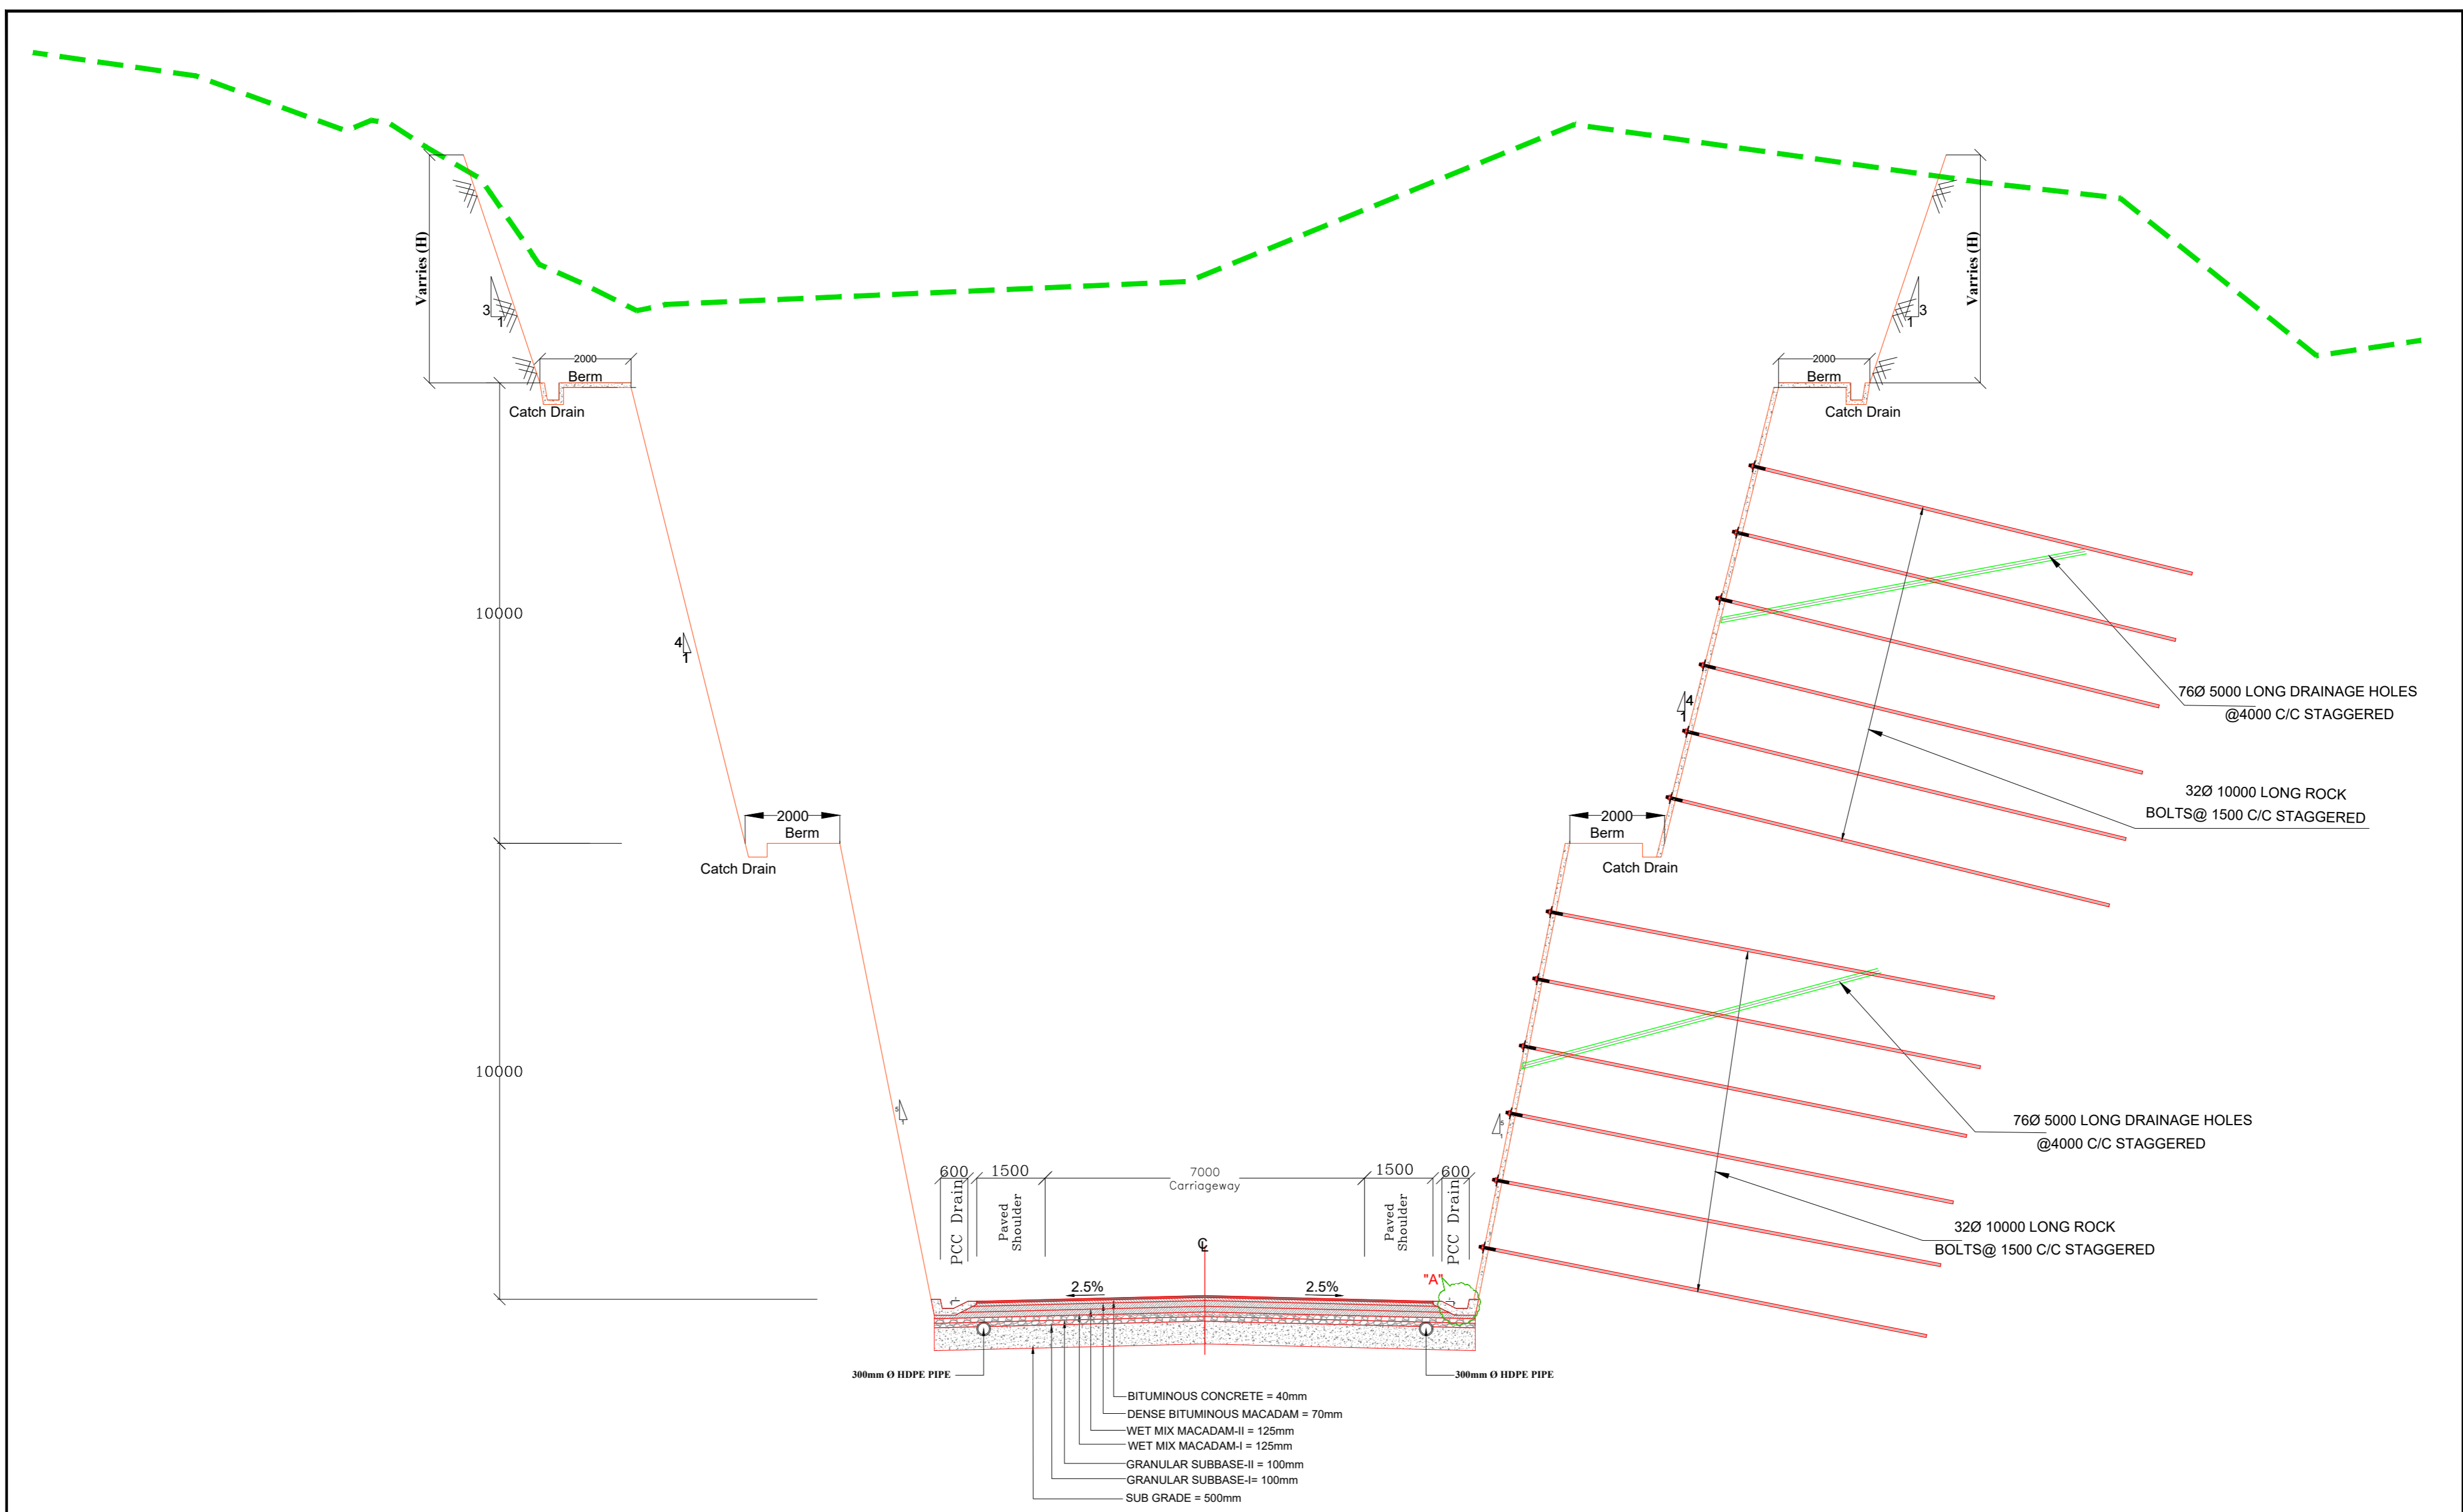 Varries (H)
3
1
2000
Berm
Catch Drain
2000
Berm
Catch Drain
3
1
Varries (H)
10000
4
1
4
1
76Ø 5000 LONG DRAINAGE HOLES
@4000 C/C STAGGERED
32Ø 10000 LONG ROCK
BOLTS@ 1500 C/C STAGGERED
2000
Berm
Catch Drain
2000
Berm
Catch Drain
10000
5
1
5
1
76Ø 5000 LONG DRAINAGE HOLES
@4000 C/C STAGGERED
32Ø 10000 LONG ROCK
BOLTS@ 1500 C/C STAGGERED
600
1500
7000
Carriageway
1500
600
PCC Drain
Paved
Shoulder
Paved
Shoulder
PCC Drain
℄
2.5%
2.5%
"A"
300mm Ø HDPE PIPE
300mm Ø HDPE PIPE
BITUMINOUS CONCRETE = 40mm
DENSE BITUMINOUS MACADAM = 70mm
WET MIX MACADAM-II = 125mm
WET MIX MACADAM-I = 125mm
GRANULAR SUBBASE-II = 100mm
GRANULAR SUBBASE-I= 100mm
SUB GRADE = 500mm